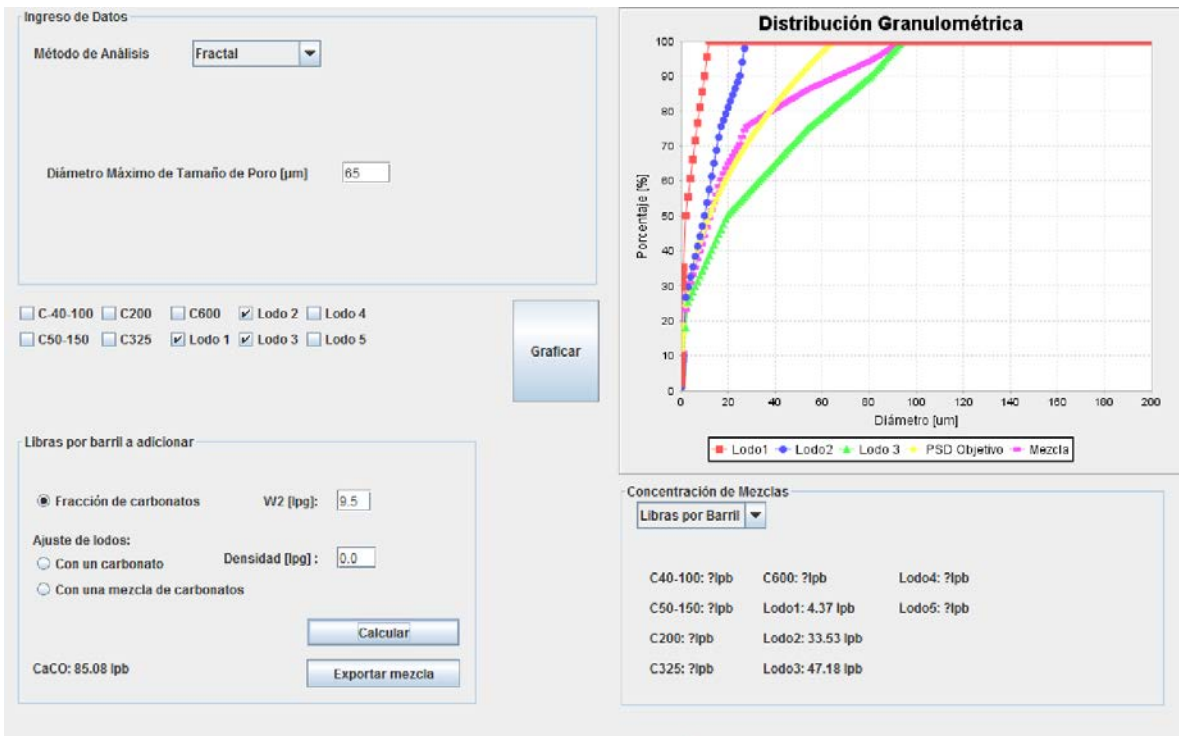 Ingreso de Datos
Método de Anàlisis Fractal
Diámetro Máximo de Tamaño de Poro [µm] 65
C-40-100 C200 C600 Lodo 2 Lodo 4
C50-150 C325 Lodo 1 Lodo 3 Lodo 5
Graficar
Libras por barril a adicionar
Fracción de carbonatos W2 [lpg]: 9.5
Ajuste de lodos:
Con un carbonato Densidad [lpg] : 0.0
Con una mezcla de carbonatos
Calcular
CaCO: 85.08 lpb Exportar mezcla
Distribución Granulométrica
Porcentaje [%]
100
90
80
70
60
50
40
30
20
10
0
0 20 40 60 80 100 120 140 160 180 200
Diámetro [um]
Lodo1 Lodo2 Lodo 3 PSD Objetivo Mezcla
Concentración de Mezclas
Libras por Barril
C40-100: ?lpb C600: ?lpb Lodo4: ?lpb
C50-150: ?lpb Lodo1: 4.37 lpb Lodo5: ?lpb
C200: ?lpb Lodo2: 33.53 lpb
C325: ?lpb Lodo3: 47.18 lpb